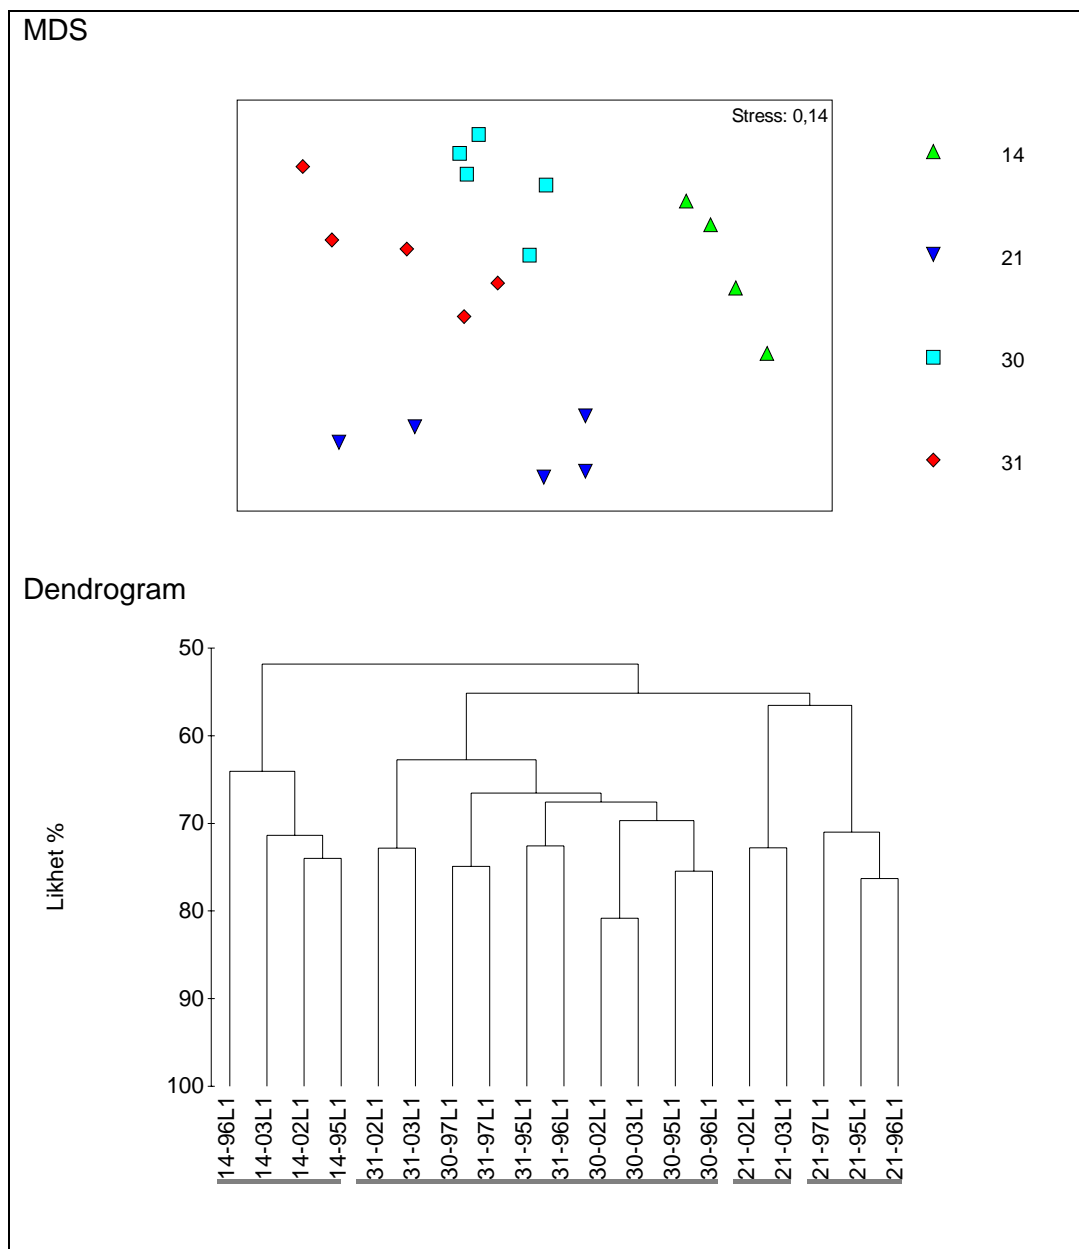 MDS
Stress: 0,14
14
21
30
31
Dendrogram
50
60
70
80
90
100
Likhet %
14-96L1
14-03L1
14-02L1
14-95L1
31-02L1
31-03L1
30-97L1
31-97L1
31-95L1
31-96L1
30-02L1
30-03L1
30-95L1
30-96L1
21-02L1
21-03L1
21-97L1
21-95L1
21-96L1